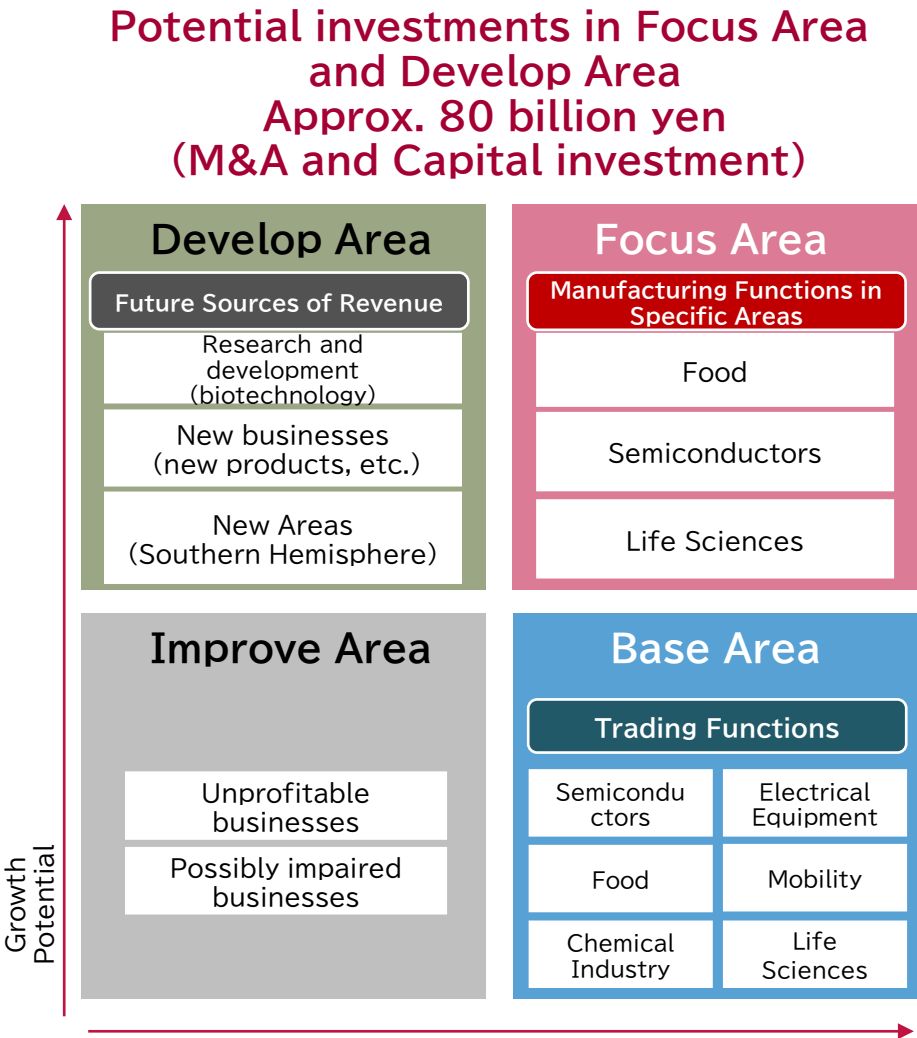 Potential investments in Focus Area
and Develop Area
Approx. 80 billion yen
(M&A and Capital investment)
Develop Area
Future Sources of Revenue
Research and
development
(biotechnology)
New businesses
(new products, etc.)
New Areas
(Southern Hemisphere)
Focus Area
Manufacturing Functions in
Specific Areas
Food
Semiconductors
Life Sciences
Improve Area
Unprofitable
businesses
Possibly impaired
businesses
Base Area
Trading Functions
Semicondu
ctors
Electrical
Equipment
Food
Mobility
Chemical
Industry
Life
Sciences
Growth
Potential